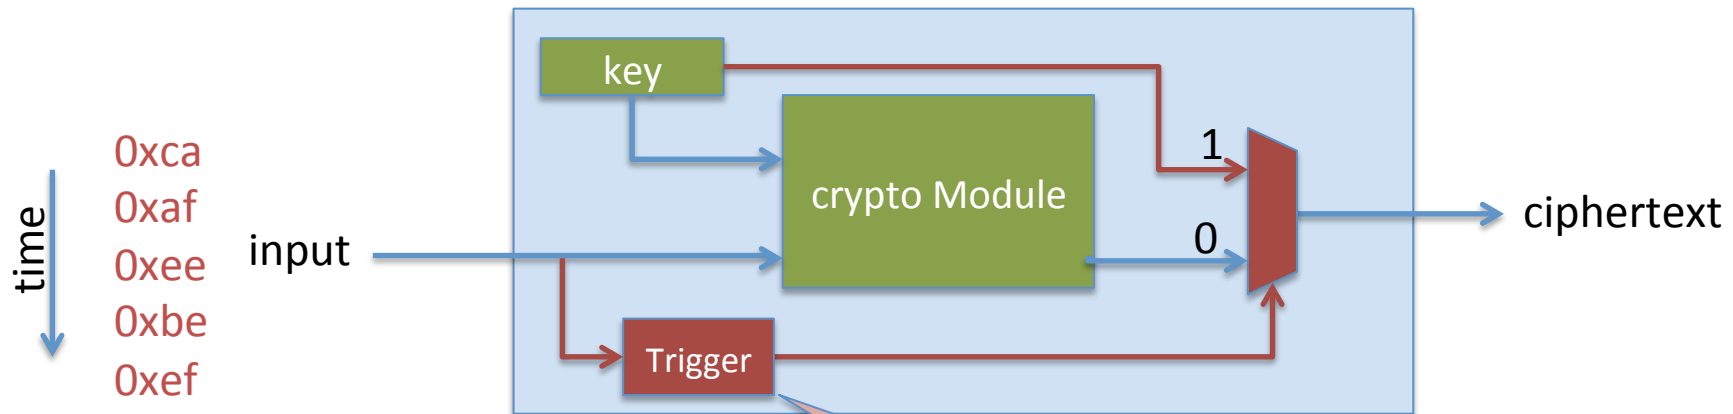 key
0xca
1
0xaf
crypto Module
time
input
0xee
0
ciphertext
0xbe
Trigger
0xef